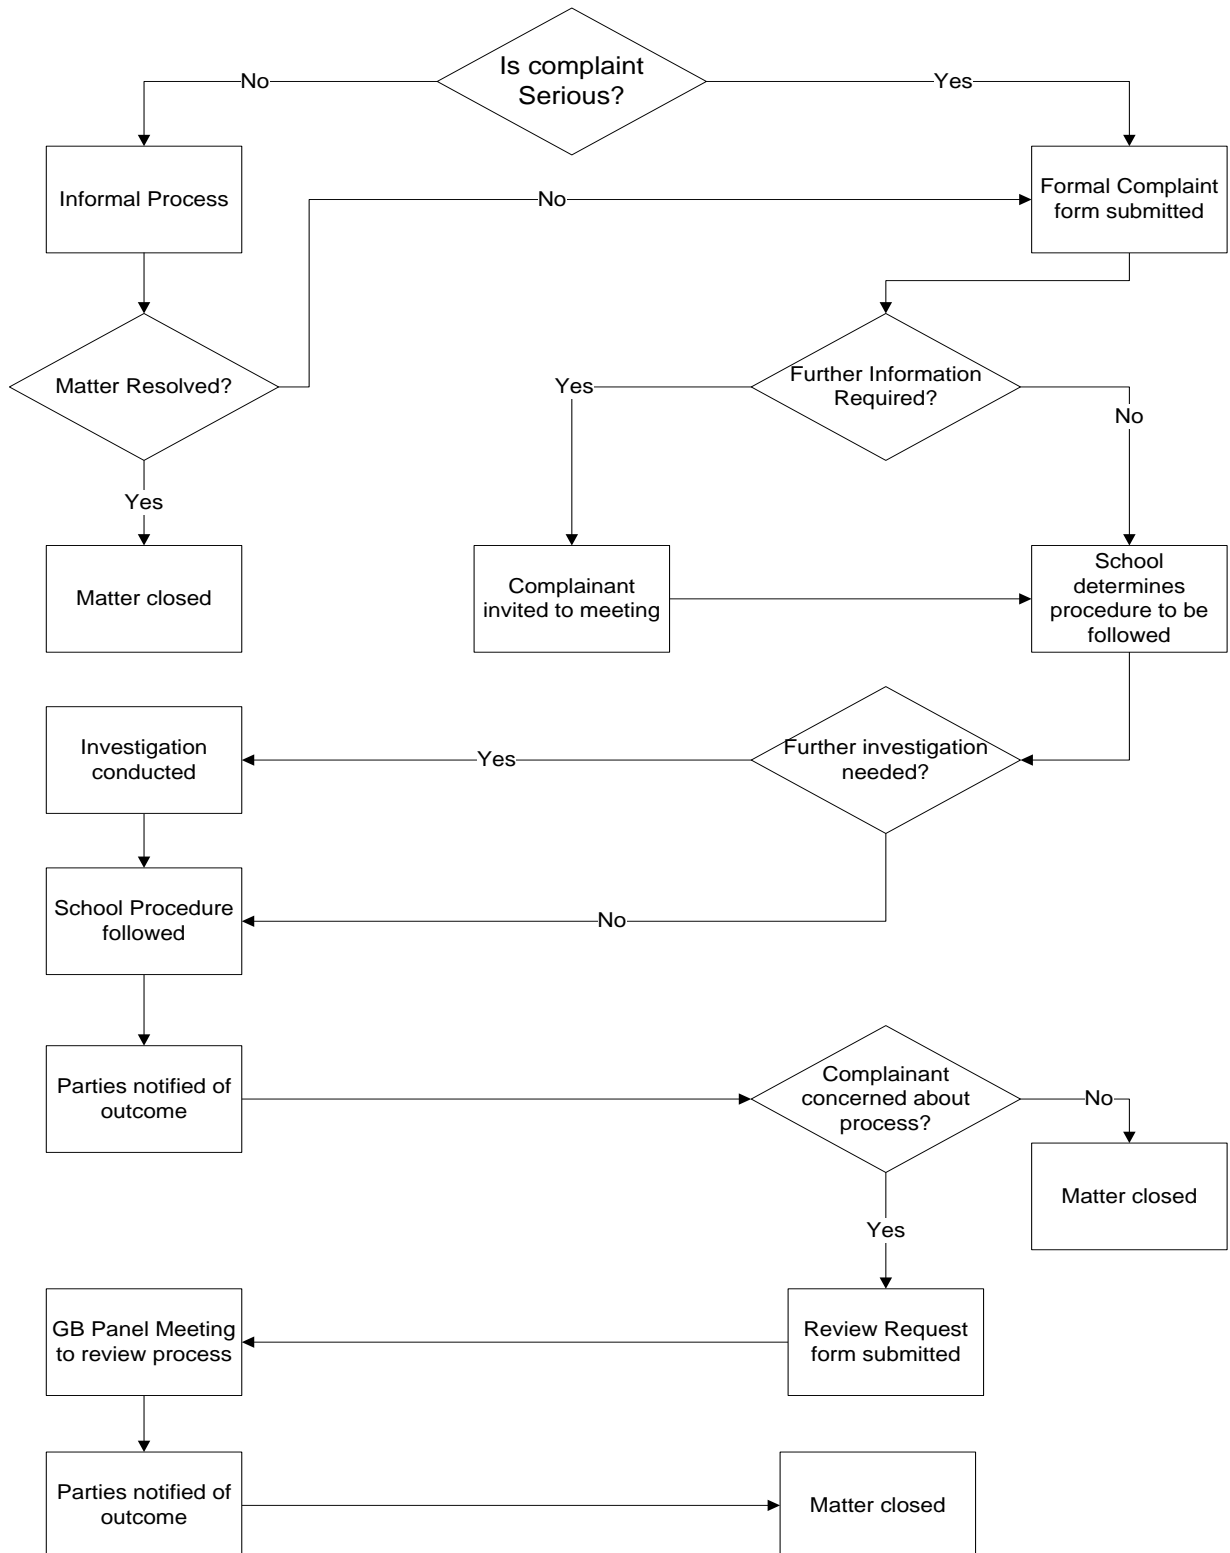 Is complaint
Serious?
No
Yes
Informal Process
No
Formal Complaint
form submitted
Matter Resolved?
Yes
Further Information
Required?
No
Yes
Matter closed
Complainant
invited to meeting
School
determines
procedure to be
followed
Investigation
conducted
Yes
Further investigation
needed?
School Procedure
followed
No
Parties notified of
outcome
Complainant
concerned about
process?
No
Matter closed
Yes
GB Panel Meeting
to review process
Review Request
form submitted
Parties notified of
outcome
Matter closed